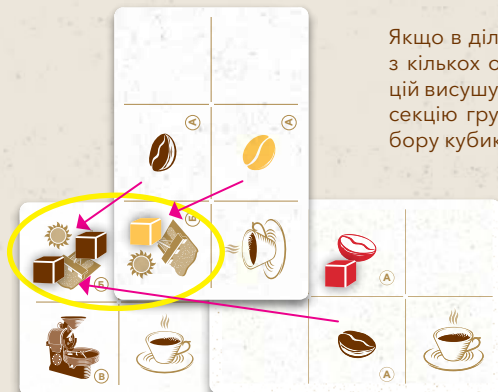 Якщо в діл
з кількох с
цій висушу
секцію гру
бору кубик
А
А
Б
Б
А
В
А